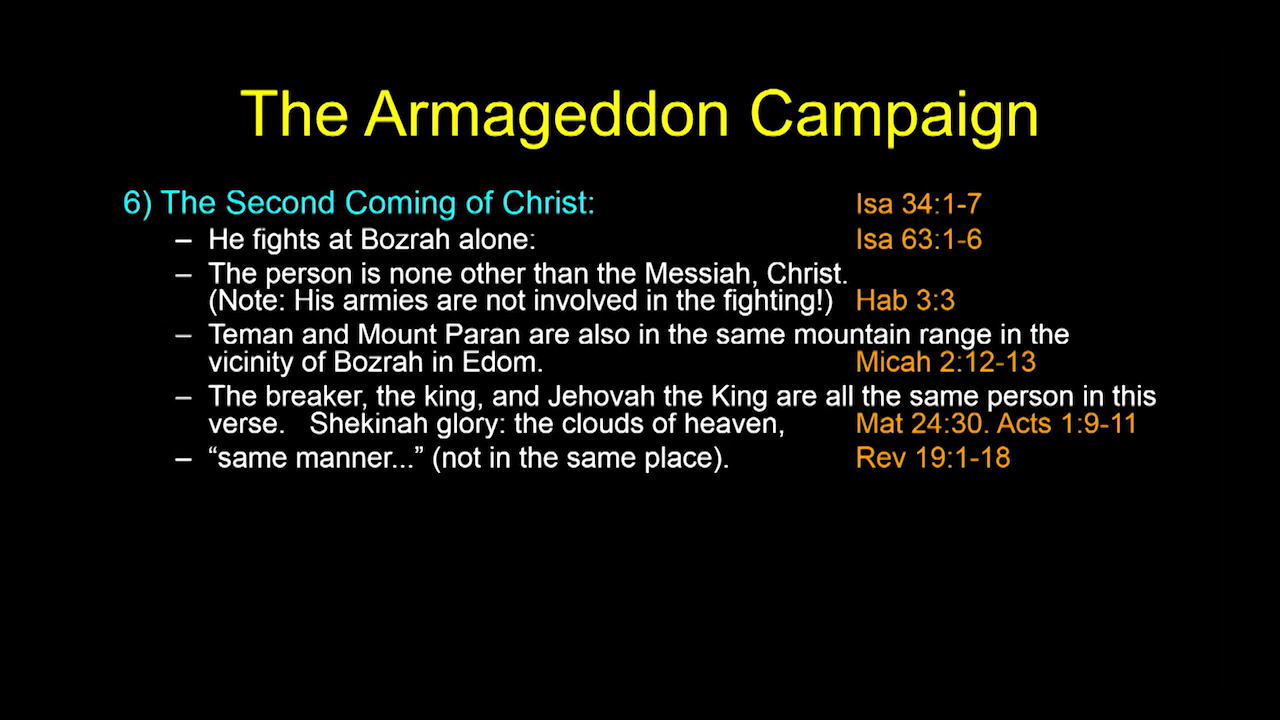 The Armageddon Campaign
6) The Second Coming of Christ: Isa 34:1-7
– He fights at Bozrah alone: Isa 63:1-6
– The person is none other than the Messiah, Christ.
(Note: His armies are not involved in the fighting!) Hab 3:3
– Teman and Mount Paran are also in the same mountain range in the
vicinity of Bozrah in Edom. Micah 2:12-13
– The breaker, the king, and Jehovah the King are all the same person in this
verse. Shekinah glory: the clouds of heaven, Mat 24:30. Acts 1:9-11
– “same manner...” (not in the same place). Rev 19:1-18